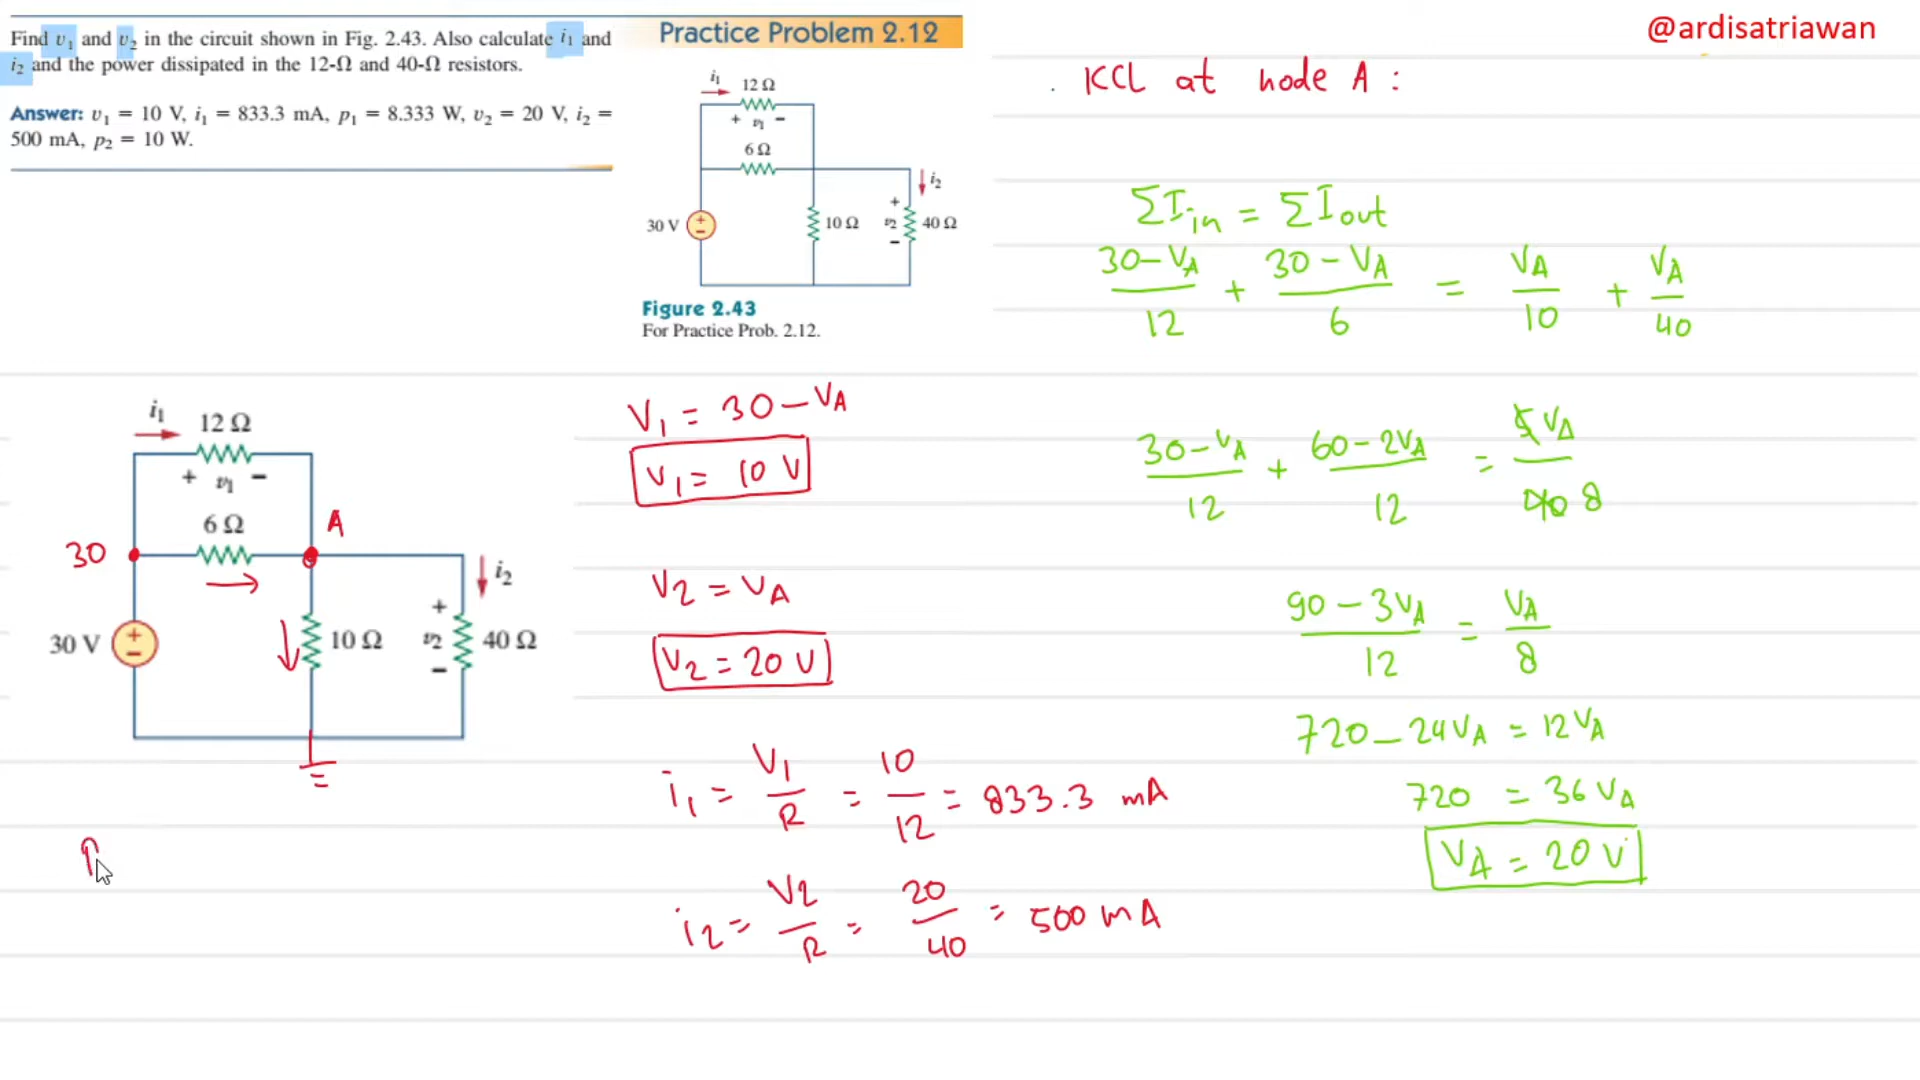 @ardisatriawan
Find v1 and v2 in the circuit shown in Fig. 2.43. Also calculate i1 and
i2 and the power dissipated in the 12-Ω and 40-Ω resistors.
Answer: v1 = 10 V, i1 = 833.3 mA, p1 = 8.333 W, v2 = 20 V, i2 =
500 mA, p2 = 10 W.
Practice Problem 2.12
i1 12 Ω
+ v1 −
6 Ω
i2
30 V + − 10 Ω + v2 − 40 Ω
Figure 2.43
For Practice Prob. 2.12.
i1 12 Ω
+ v1 −
6 Ω A
30
i2
30 V + − 10 Ω + v2 − 40 Ω
P
V1 = 30 − VA
V1 = 10 V
V2 = VA
V2 = 20 V
i1 = V1/R = 10/12 = 833.3 mA
i2 = V2/R = 20/40 = 500 mA
. KCL at node A :
ΣIin = ΣIout
30−VA/12 + 30−VA/6 = VA/10 + VA/40
30−VA/12 + 60−2VA/12 = 5VA/40 8
90−3VA/12 = VA/8
720 − 24VA = 12VA
720 = 36VA
VA = 20 V